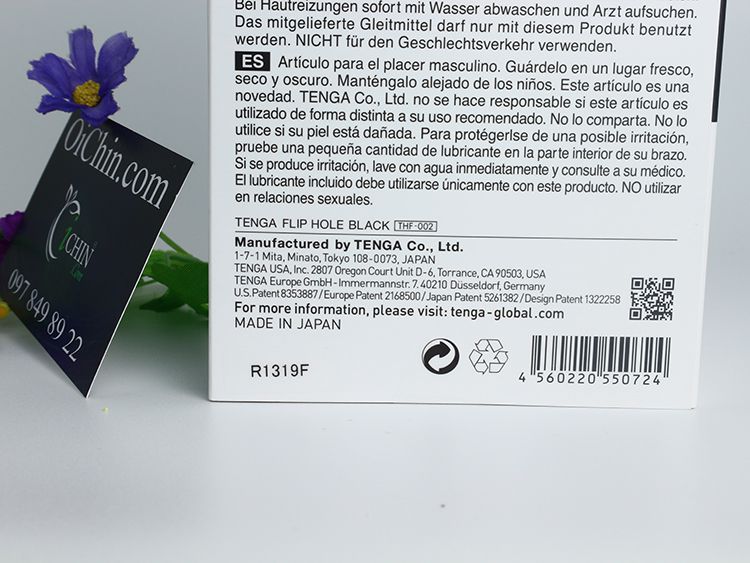 Bei Hautreizungen sofort mit Wasser abwaschen und Arzt aufsuchen.
Das mitgelieferte Gleitmittel darf nur mit diesem Produkt benutzt
werden. NICHT für den Geschlechtsverkehr verwenden.
ES Artículo para el placer masculino. Guárdelo en un lugar fresco,
seco y oscuro. Manténgalo alejado de los niños. Este artículo es una
novedad. TENGA Co., Ltd. no se hace responsable si este artículo es
utilizado de forma distinta a su uso recomendado. No lo comparta. No lo
utilice si su piel está dañada. Para protégerlse de una posible irritación,
pruebe una pequeña cantidad de lubricante en la parte interior de su brazo.
Si se produce irritación, lave con agua inmediatamente y consulte a su médico.
El lubricante incluido debe utilizarse únicamente con este producto. NO utilizar
en relaciones sexuales.
TENGA FLIP HOLE BLACK THF-002
Manufactured by TENGA Co., Ltd.
1-7-1 Mita, Minato, Tokyo 108-0073, JAPAN
TENGA USA, Inc. 2807 Oregon Court Unit D-6, Torrance, CA 90503, USA
TENGA Europe GmbH - Immermannstr. 7. 40210 Düsseldorf, Germany
U.S.Patent 8353887 / Europe Patent 2168500 / Japan Patent 5261382 / Design Patent 1322258
For more information, please visit: tenga-global.com
MADE IN JAPAN
R1319F
4 560220 550724
OiChin.com
iCHIN
097 849 89 22